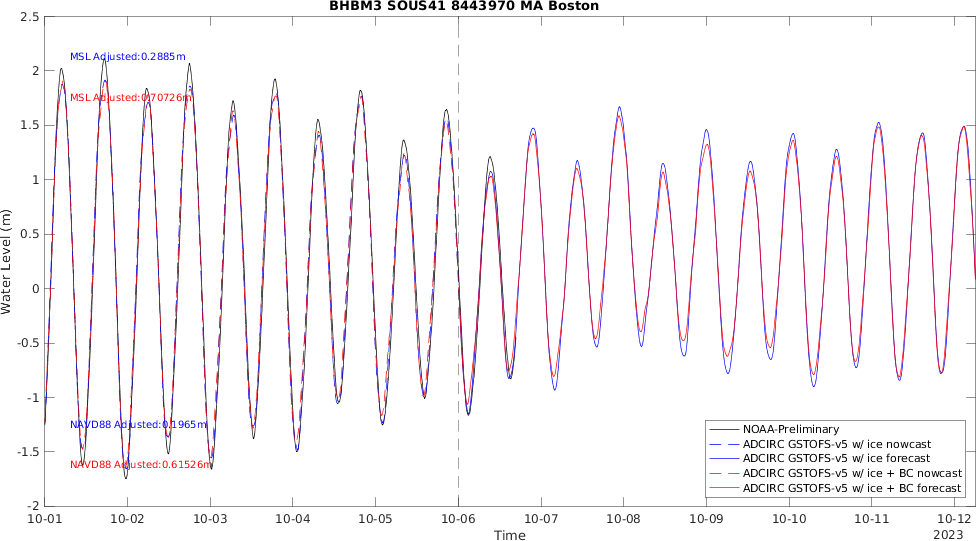 BHBM3 SOUS41 8443970 MA Boston
2.5
2
1.5
1
0.5
0
-0.5
-1
-1.5
-2
Water Level (m)
MSL Adjusted:0.2885m
MSL Adjusted:0.70726m
NAVD88 Adjusted:0.1965m
NAVD88 Adjusted:0.61526m
NOAA-Preliminary
ADCIRC GSTOFS-v5 w/ ice nowcast
ADCIRC GSTOFS-v5 w/ ice forecast
ADCIRC GSTOFS-v5 w/ ice + BC nowcast
ADCIRC GSTOFS-v5 w/ ice + BC forecast
10-01 10-02 10-03 10-04 10-05 10-06 10-07 10-08 10-09 10-10 10-11 10-12
Time
2023